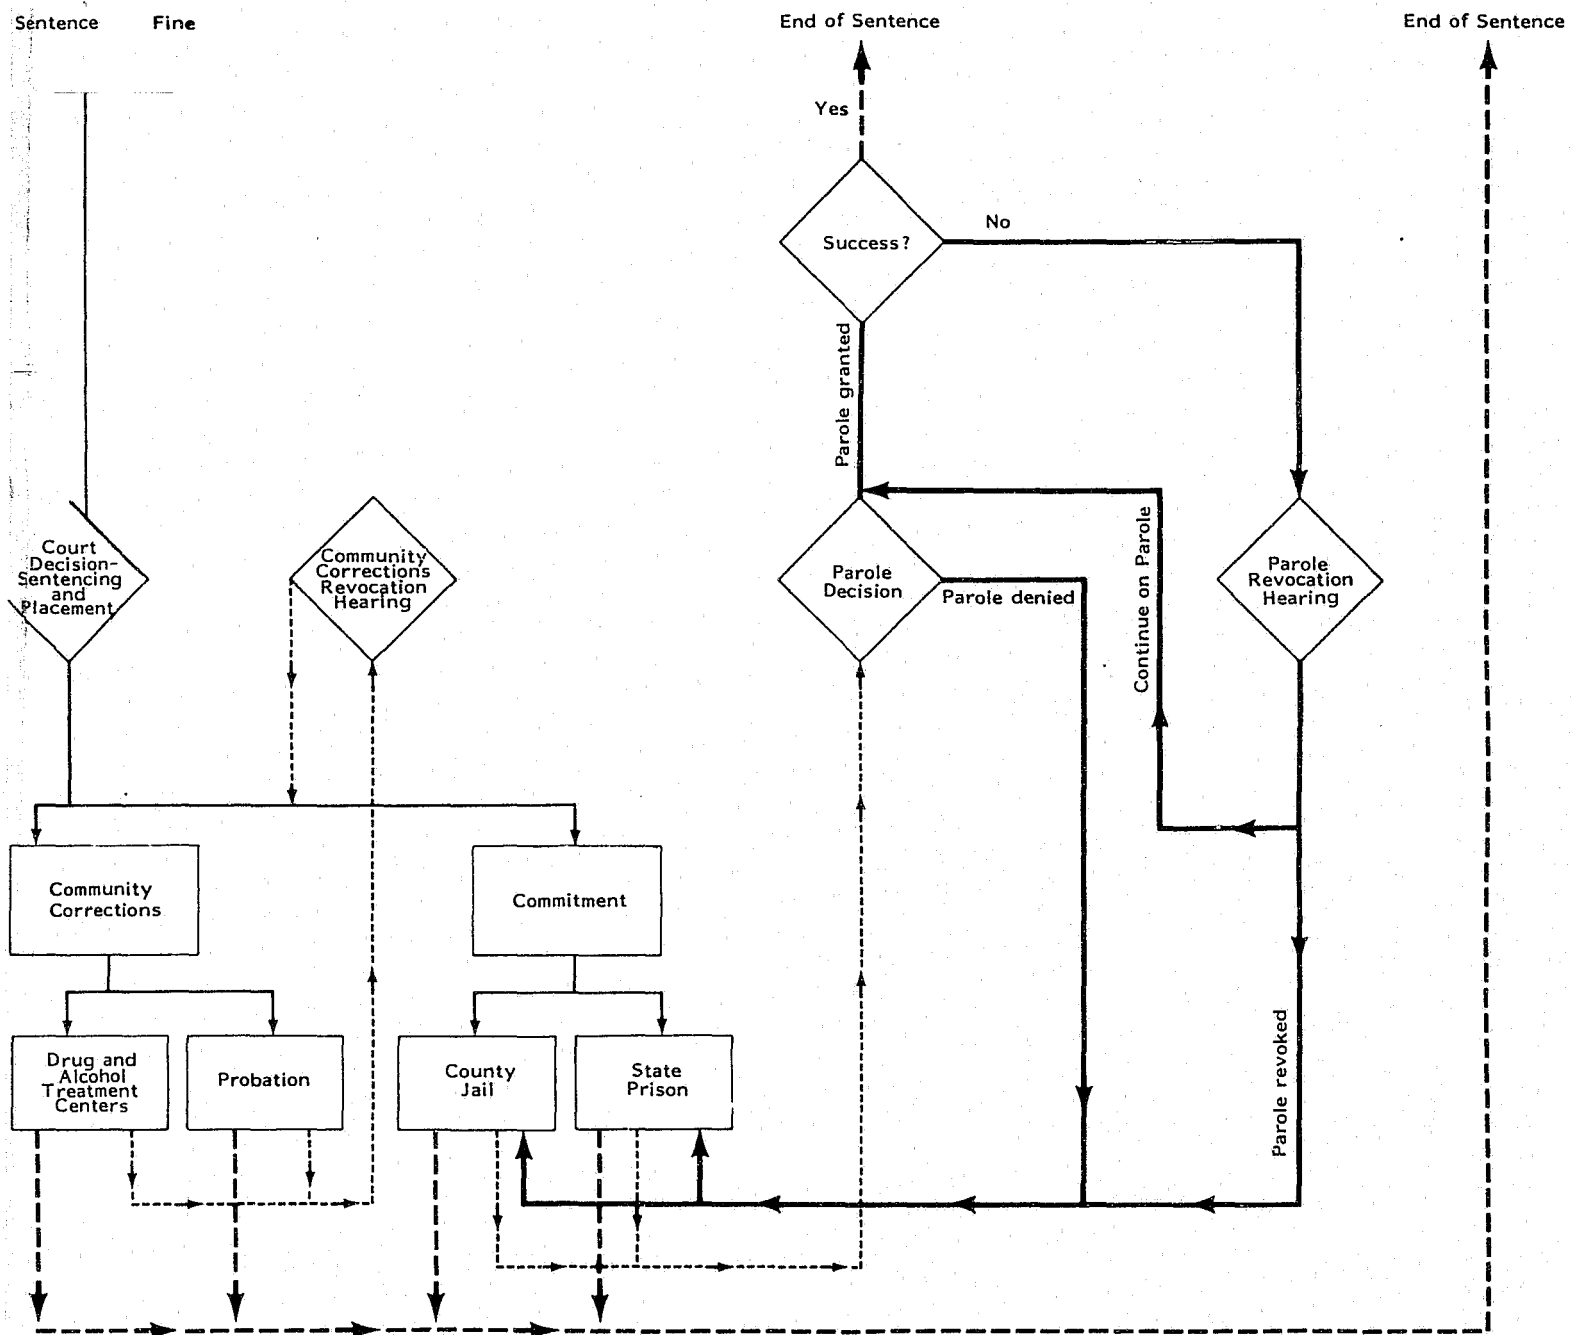 Sentence Fine
End of Sentence
End of Sentence
Yes
Success?
No
Parole granted
Court
Decision-
Sentencing
and
Placement
Community
Corrections
Revocation
Hearing
Parole
Decision
Parole denied
Continue on Parole
Parole
Revocation
Hearing
Community
Corrections
Commitment
Drug and
Alcohol
Treatment
Centers
Probation
County
Jail
State
Prison
Parole revoked